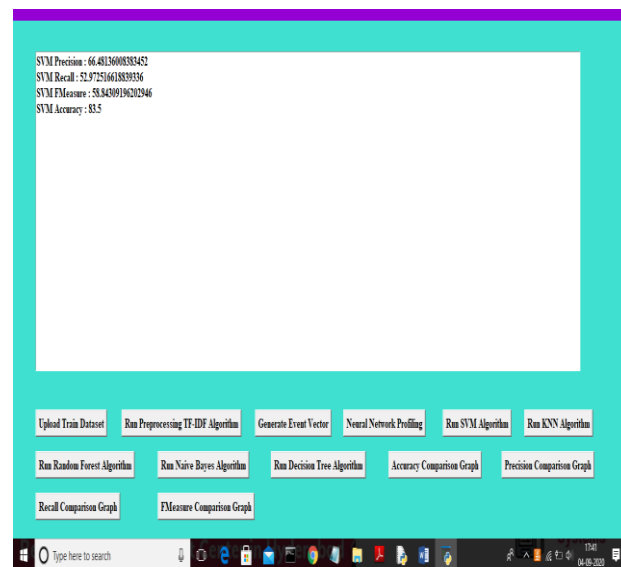 SVM Precision : 66.48136008383452
SVM Recall : 52.972516618839336
SVM FMeasure : 58.84309196202946
SVM Accuracy : 83.5
Upload Train Dataset Run Preprocessing TF-IDF Algorithm Generate Event Vector Neural Network Profiling Run SVM Algorithm Run KNN Algorithm
Run Random Forest Algorithm Run Naive Bayes Algorithm Run Decision Tree Algorithm Accuracy Comparison Graph Precision Comparison Graph
Recall Comparison Graph FMeasure Comparison Graph
Type here to search
17:41
04-09-2020